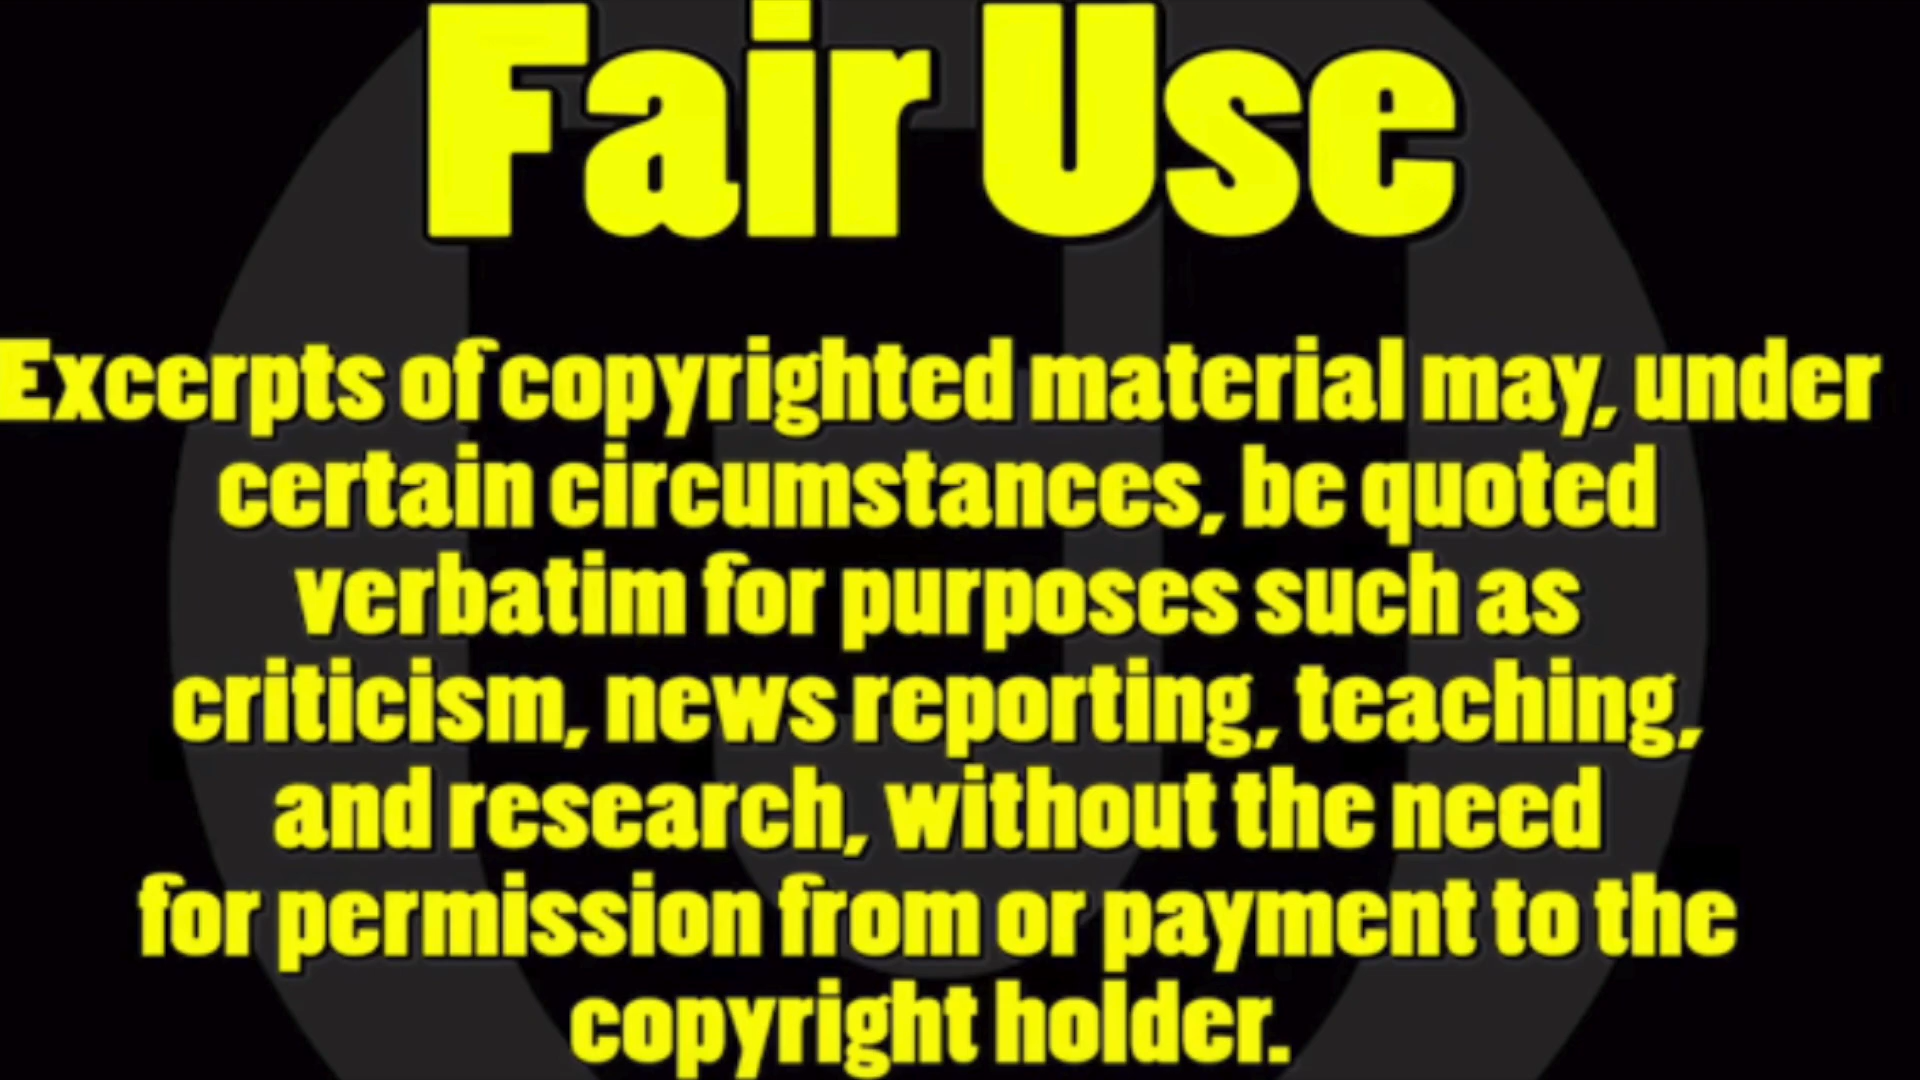 Fair Use
Excerpts of copyrighted material may, under
certain circumstances, be quoted
verbatim for purposes such as
criticism, news reporting, teaching,
and research, without the need
for permission from or payment to the
copyright holder.